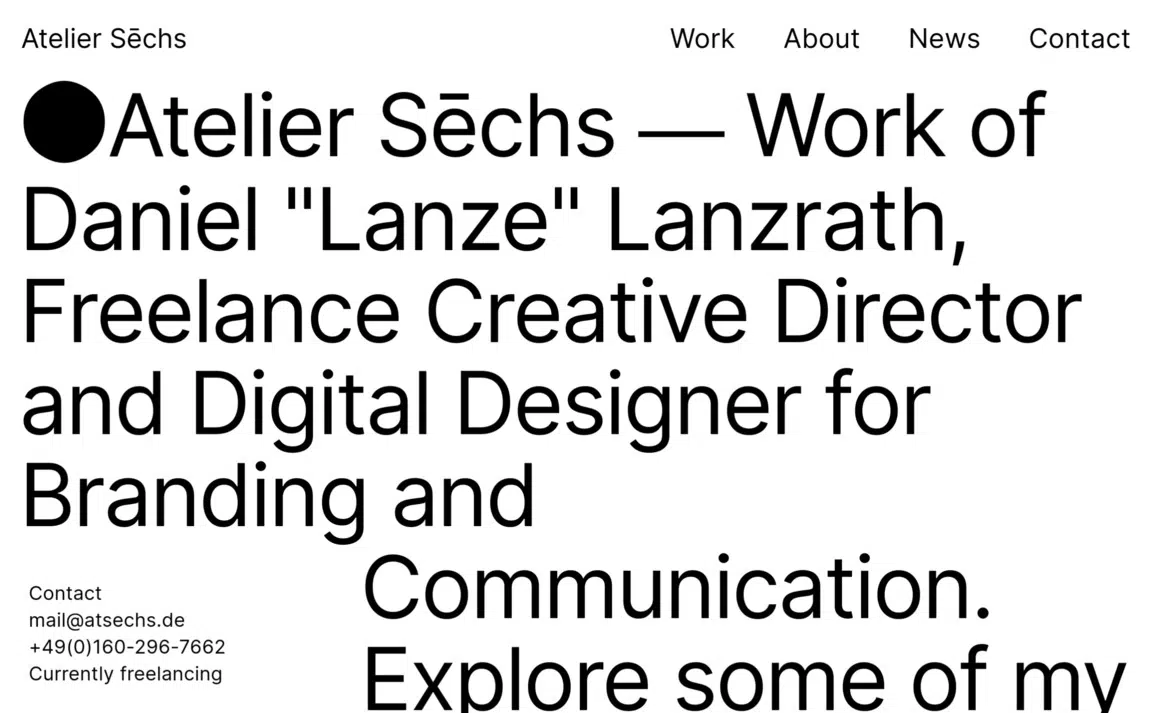 Atelier Sēchs
Work About News Contact
Atelier Sēchs — Work of
Daniel "Lanze" Lanzrath,
Freelance Creative Director
and Digital Designer for
Branding and
Communication.
Explore some of my
Contact
mail@atsechs.de
+49(0)160-296-7662
Currently freelancing